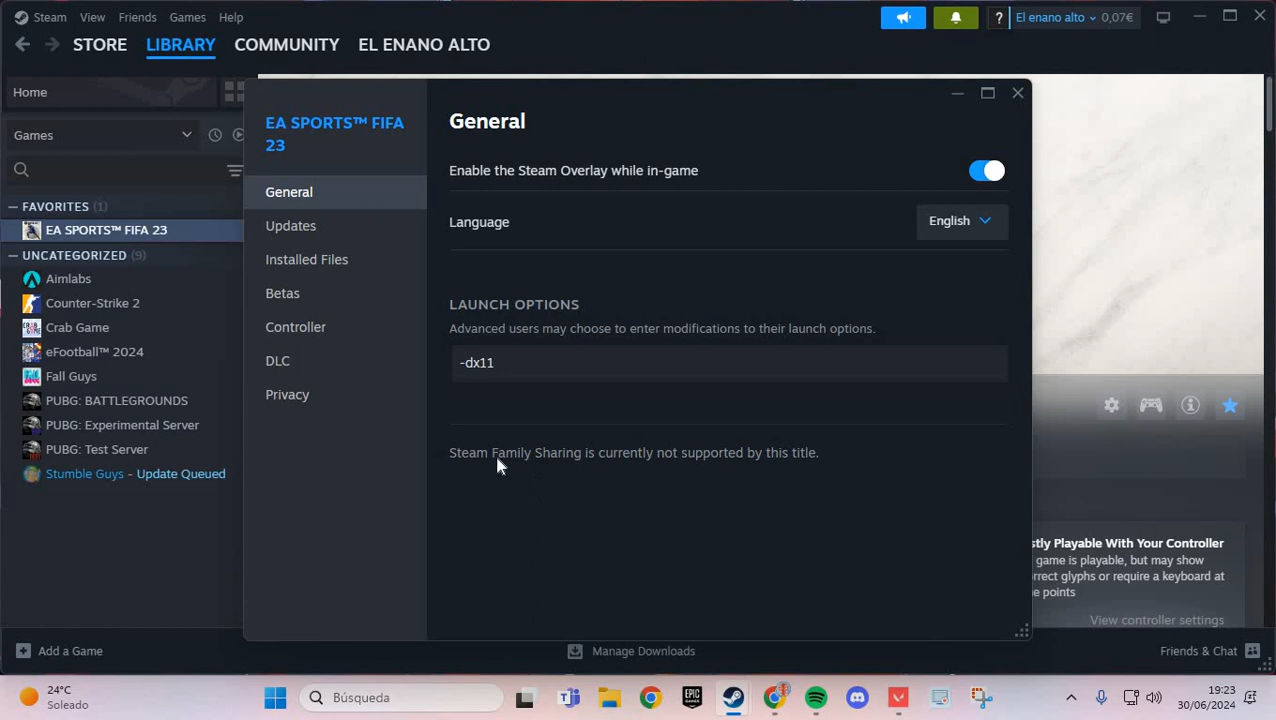 Steam View Friends Games Help
El enano alto 0,07€
STORE LIBRARY COMMUNITY EL ENANO ALTO
Home
Games
FAVORITES (1)
EA SPORTS™ FIFA 23
UNCATEGORIZED (9)
Aimlabs
Counter-Strike 2
Crab Game
eFootball™ 2024
Fall Guys
PUBG: BATTLEGROUNDS
PUBG: Experimental Server
PUBG: Test Server
Stumble Guys - Update Queued
EA SPORTS™ FIFA
23
General
Updates
Installed Files
Betas
Controller
DLC
Privacy
General
Enable the Steam Overlay while in-game
Language
English
LAUNCH OPTIONS
Advanced users may choose to enter modifications to their launch options.
-dx11
Steam Family Sharing is currently not supported by this title.
stly Playable With Your Controller
game is playable, but may show
rrect glyphs or require a keyboard at
e points
View controller settings
Add a Game
Manage Downloads
Friends & Chat
24°C
Soleado
Búsqueda
EPIC GAMES
19:23
30/06/2024